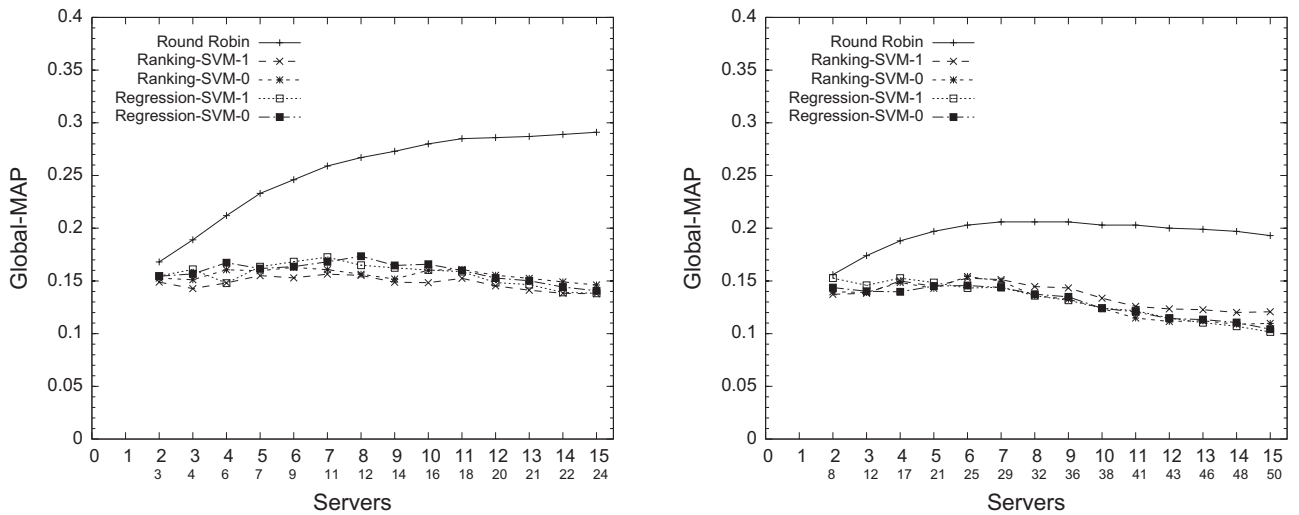 0.4
0.35
0.3
0.25
0.2
0.15
0.1
0.05
0
Global-MAP
Round Robin
Ranking-SVM-1
Ranking-SVM-0
Regression-SVM-1
Regression-SVM-0
0 1 2 3 4 5 6 7 8 9 10 11 12 13 14 15
3 4 6 7 9 11 12 14 16 18 20 21 22 24
Servers
0.4
0.35
0.3
0.25
0.2
0.15
0.1
0.05
0
Global-MAP
Round Robin
Ranking-SVM-1
Ranking-SVM-0
Regression-SVM-1
Regression-SVM-0
0 1 2 3 4 5 6 7 8 9 10 11 12 13 14 15
8 12 17 21 25 29 32 36 38 41 43 46 48 50
Servers